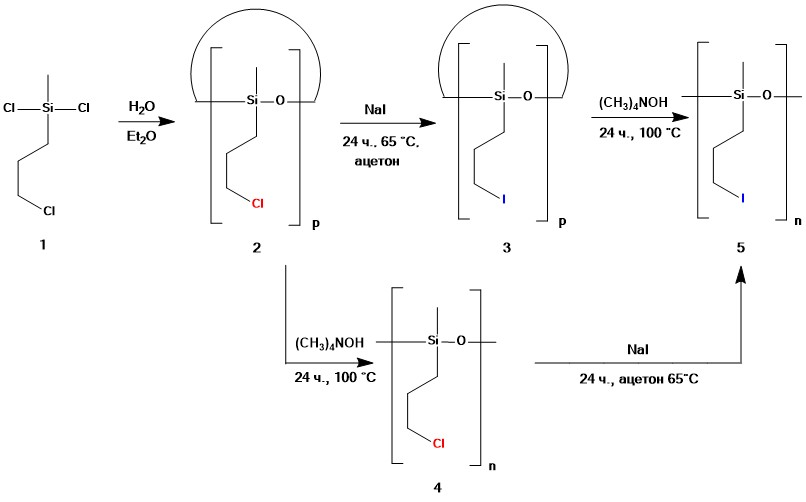 Cl
Si
Cl
Cl
1
H₂O
Et₂O
Si
O
Cl
p
2
NaI
24 ч., 65 °C,
ацетон
Si
O
I
p
3
(CH₃)₄NOH
24 ч., 100 °C
Si
O
I
n
5
(CH₃)₄NOH
24 ч., 100 °C
Si
O
Cl
n
4
NaI
24 ч., ацетон 65°C